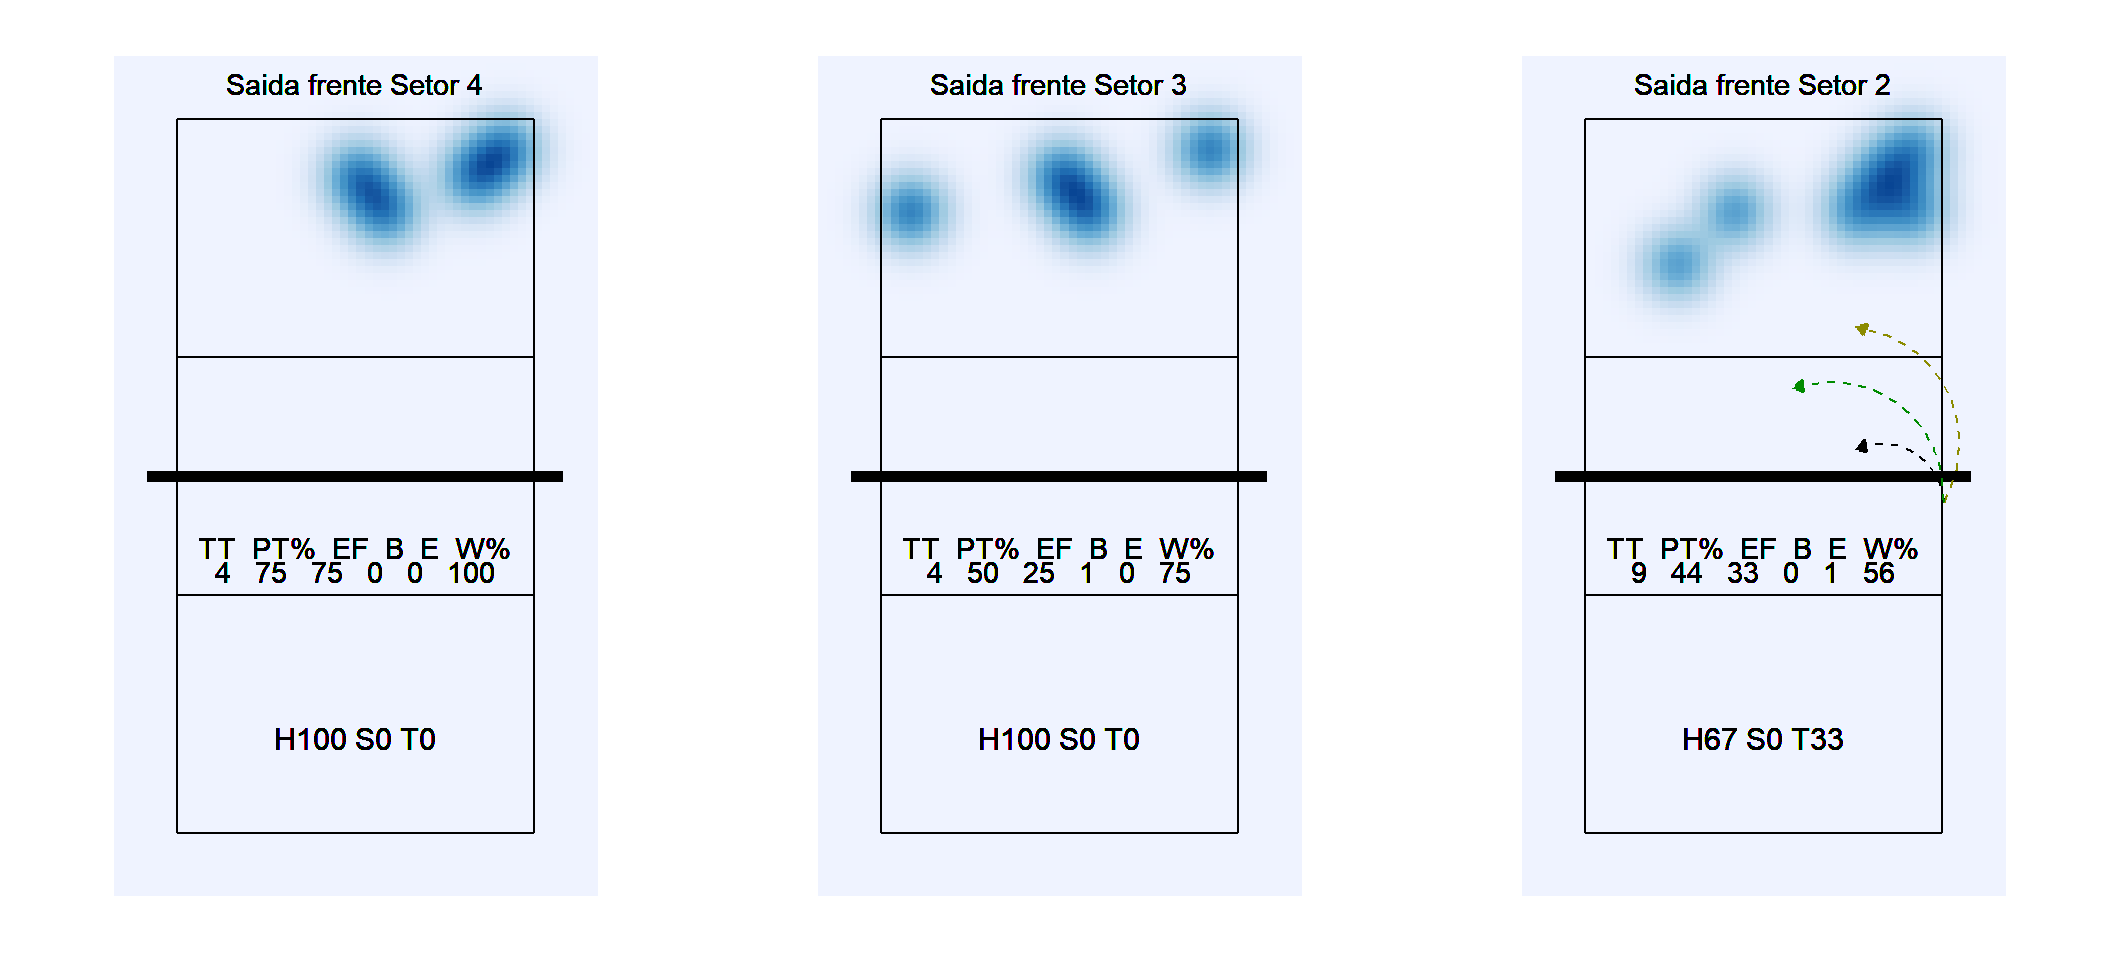 Saida frente Setor 4
TT PT% EF B E W%
4 75 75 0 0 100
H100 S0 T0
Saida frente Setor 3
TT PT% EF B E W%
4 50 25 1 0 75
H100 S0 T0
Saida frente Setor 2
TT PT% EF B E W%
9 44 33 0 1 56
H67 S0 T33